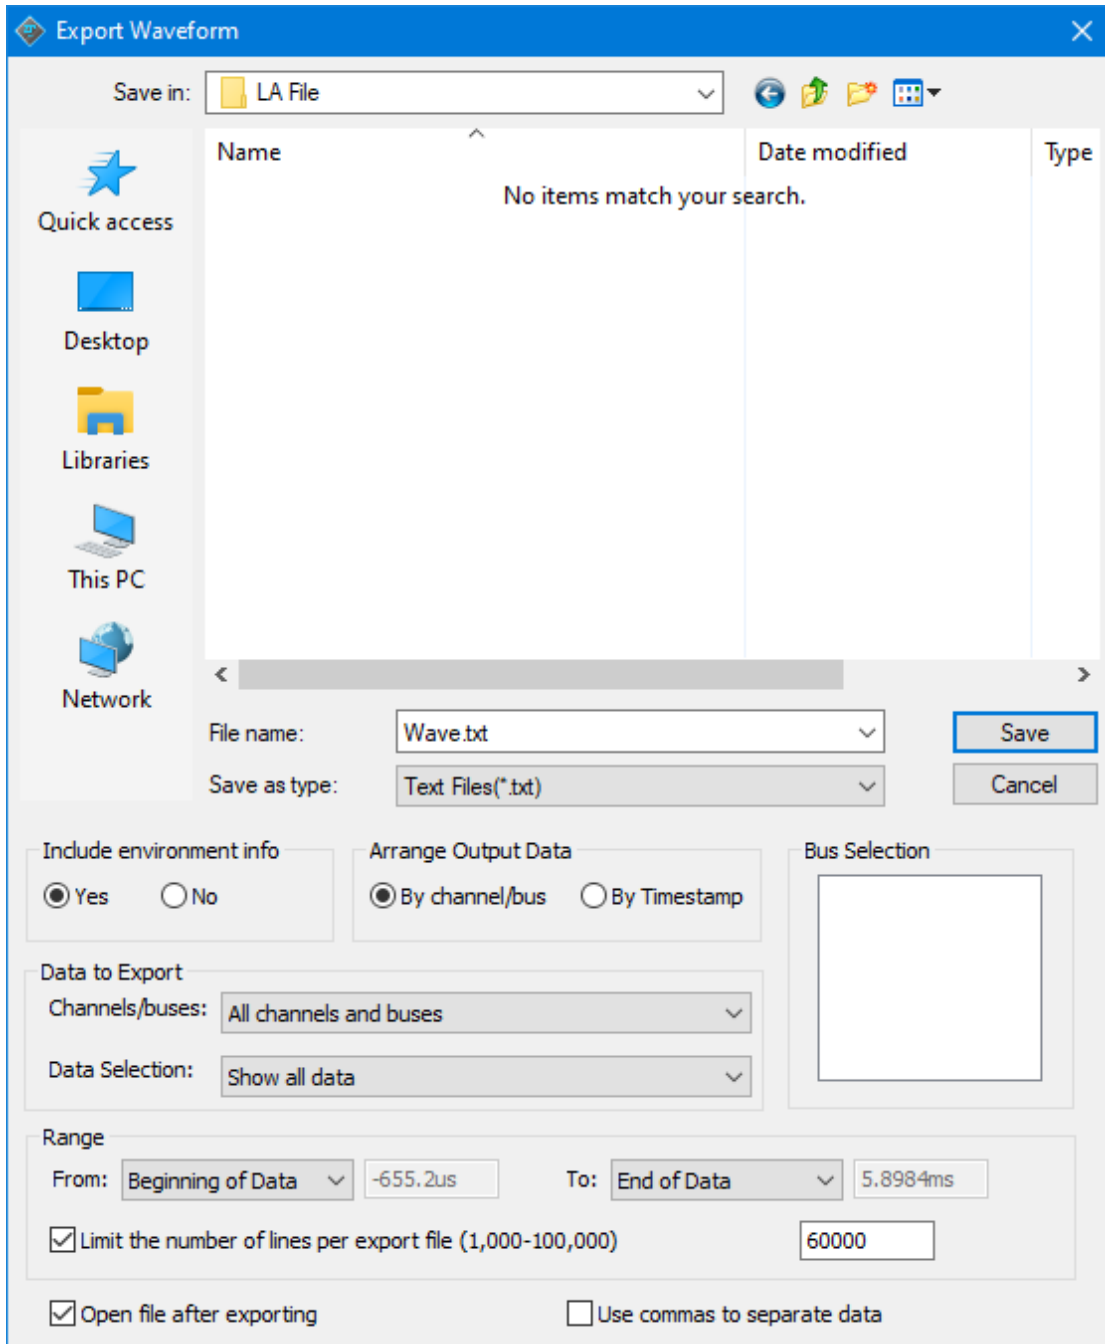 Export Waveform
Save in: LA File
Name Date modified Type
No items match your search.
Quick access
Desktop
Libraries
This PC
Network
File name: Wave.txt Save
Save as type: Text Files(*.txt) Cancel
Include environment info Arrange Output Data Bus Selection
Yes No By channel/bus By Timestamp
Data to Export
Channels/buses: All channels and buses
Data Selection: Show all data
Range
From: Beginning of Data -655.2us To: End of Data 5.8984ms
Limit the number of lines per export file (1,000-100,000) 60000
Open file after exporting Use commas to separate data